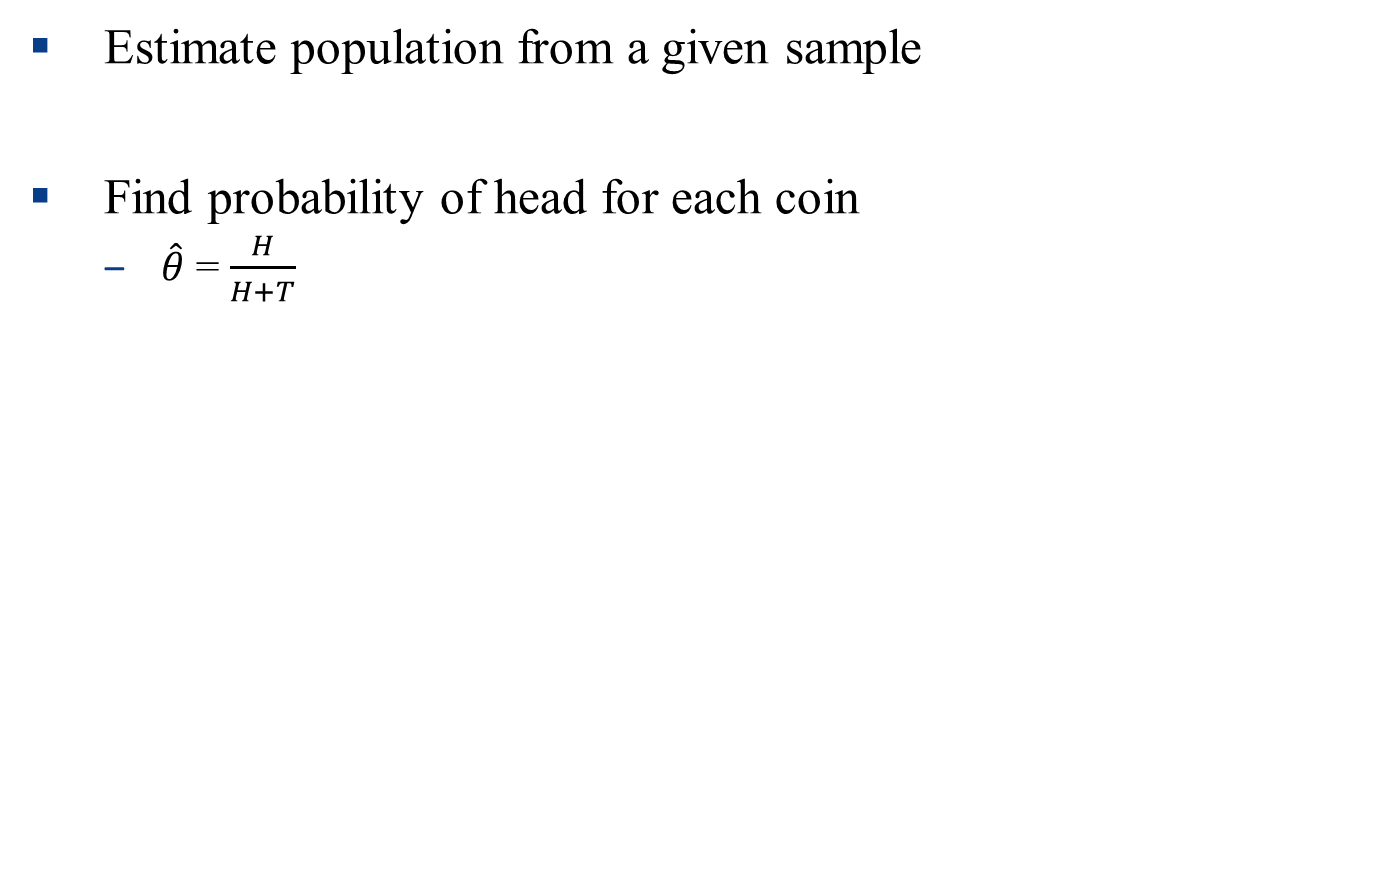 ▪ Estimate population from a given sample
▪ Find probability of head for each coin
– θ̂ = H / H+T